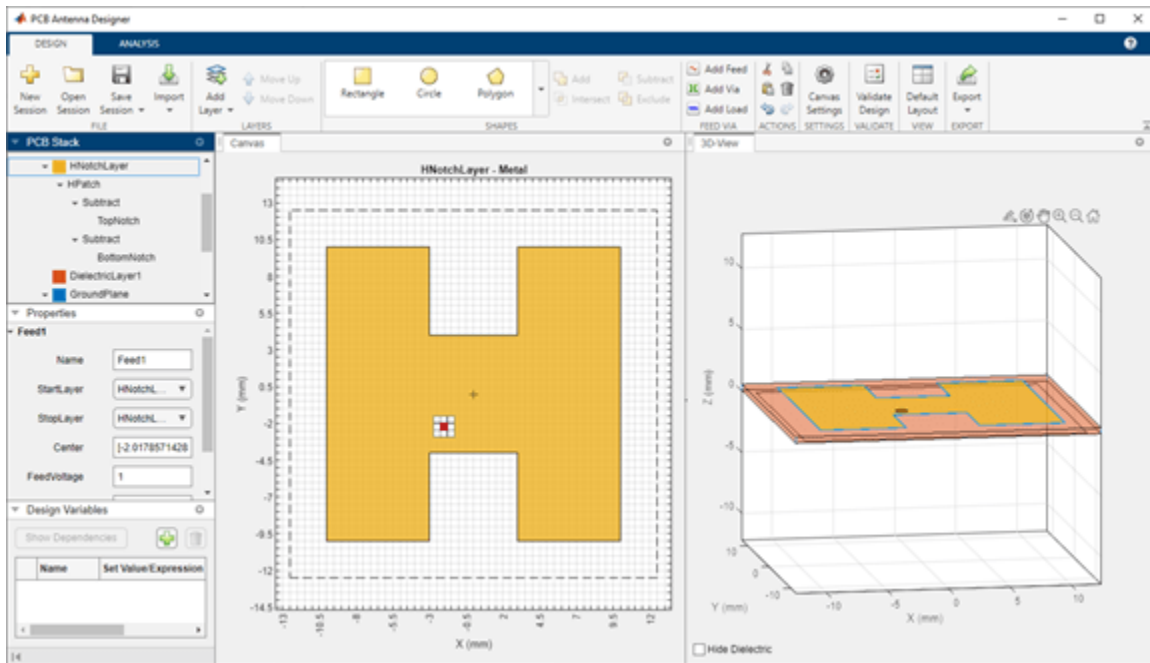 PCB Antenna Designer
DESIGN ANALYSIS
New Session
Open Session
Save Session
Import
FILE
Add Layer
Move Up
Move Down
LAYERS
Rectangle
Circle
Polygon
Add
Subtract
Intersect
Exclude
SHAPES
Add Feed
Add Via
Add Load
FEED VIA
ACTIONS
Canvas Settings
SETTINGS
Validate Design
VALIDATE
Default Layout
VIEW
Export
EXPORT
PCB Stack
HNotchLayer
HPatch
Subtract
TopNotch
Subtract
BottomNotch
DielectricLayer1
GroundPlane
Properties
Feed1
Name Feed1
StartLayer HNotchL...
StopLayer HNotchL...
Center [-2.0178571428
FeedVoltage 1
Design Variables
Show Dependencies
Name Set Value/Expression
Canvas
HNotchLayer - Metal
13
10.5
8
5.5
3
0.5
-2
-4.5
-7
-9.5
-12
-14.5
Y (mm)
-13 -10.5 -8 -5.5 -3 -0.5 2 4.5 7 9.5 12
X (mm)
3D-View
10
5
0
-5
-10
Z (mm)
10
0
-10
Y (mm)
-10 -5 0 5 10
X (mm)
Hide Dielectric